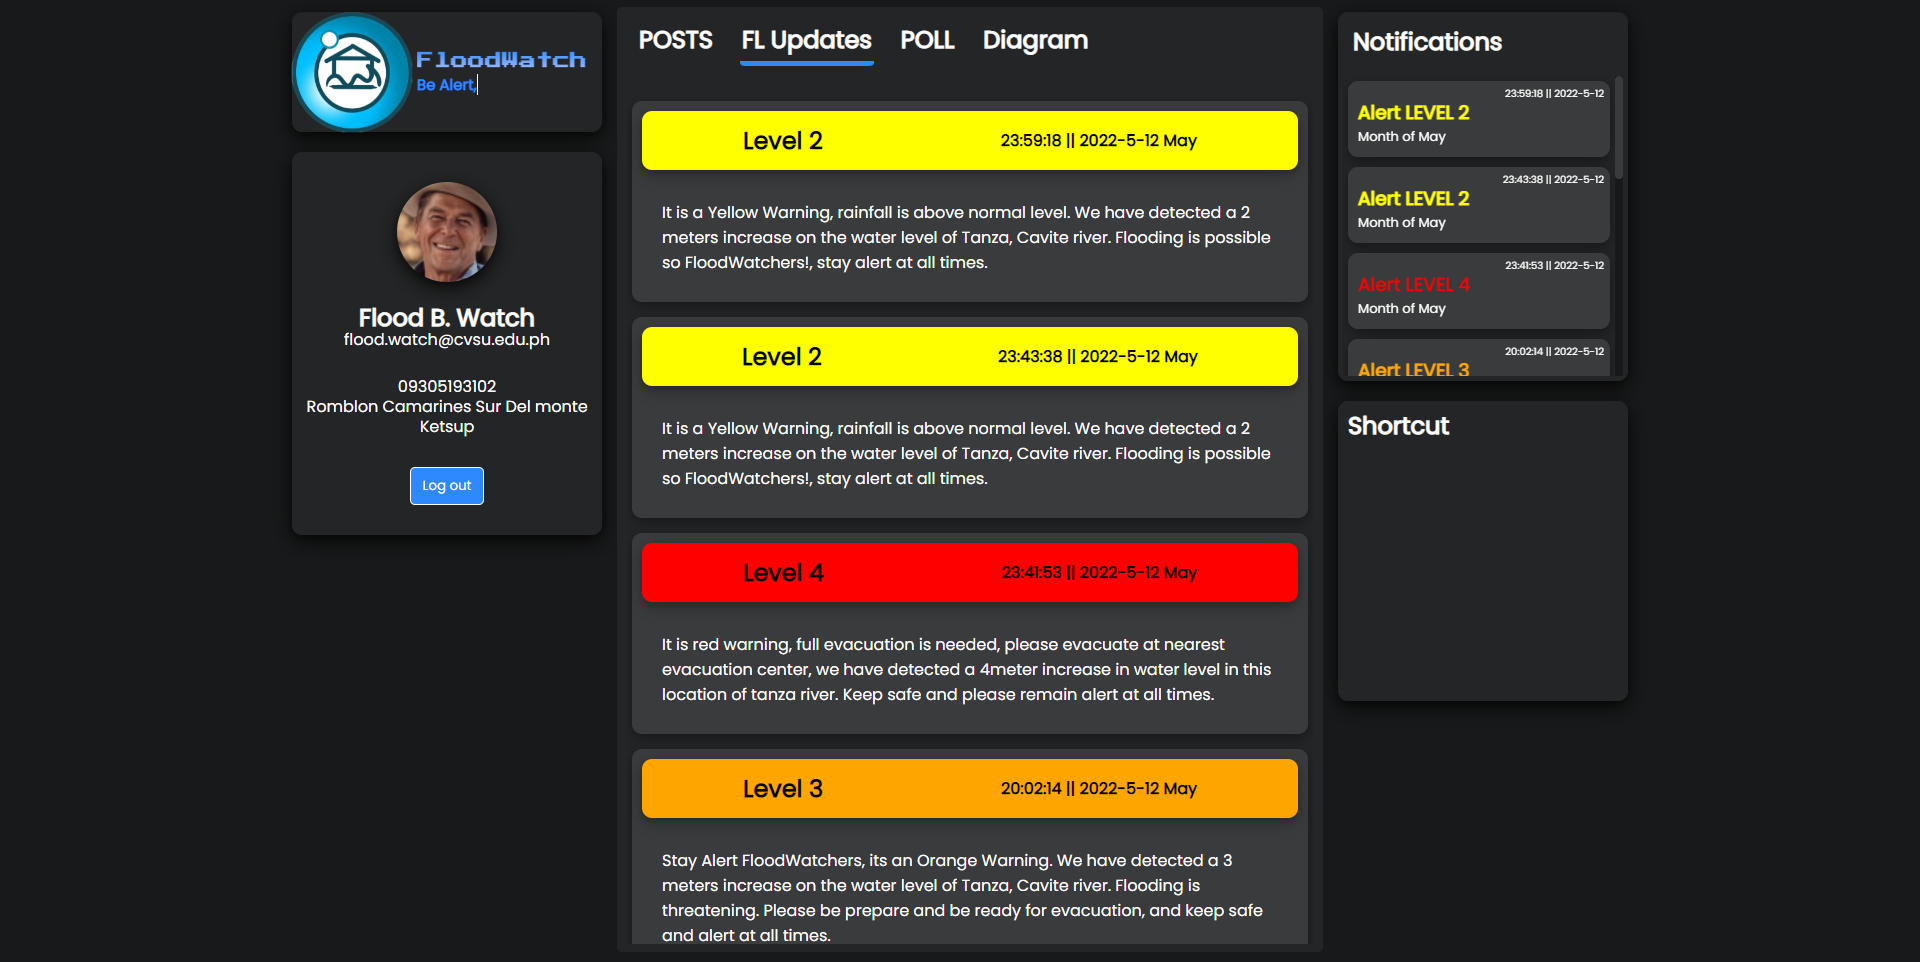 FloodWatch
Be Alert,
Flood B. Watch
flood.watch@cvsu.edu.ph
09305193102
Romblon Camarines Sur Del monte
Ketsup
Log out
POSTS FL Updates POLL Diagram
Level 2 23:59:18 || 2022-5-12 May
It is a Yellow Warning, rainfall is above normal level. We have detected a 2
meters increase on the water level of Tanza, Cavite river. Flooding is possible
so FloodWatchers!, stay alert at all times.
Level 2 23:43:38 || 2022-5-12 May
It is a Yellow Warning, rainfall is above normal level. We have detected a 2
meters increase on the water level of Tanza, Cavite river. Flooding is possible
so FloodWatchers!, stay alert at all times.
Level 4 23:41:53 || 2022-5-12 May
It is red warning, full evacuation is needed, please evacuate at nearest
evacuation center, we have detected a 4meter increase in water level in this
location of tanza river. Keep safe and please remain alert at all times.
Level 3 20:02:14 || 2022-5-12 May
Stay Alert FloodWatchers, its an Orange Warning. We have detected a 3
meters increase on the water level of Tanza, Cavite river. Flooding is
threatening. Please be prepare and be ready for evacuation, and keep safe
and alert at all times.
Notifications
23:59:18 || 2022-5-12
Alert LEVEL 2
Month of May
23:43:38 || 2022-5-12
Alert LEVEL 2
Month of May
23:41:53 || 2022-5-12
Alert LEVEL 4
Month of May
20:02:14 || 2022-5-12
Alert LEVEL 3
Shortcut